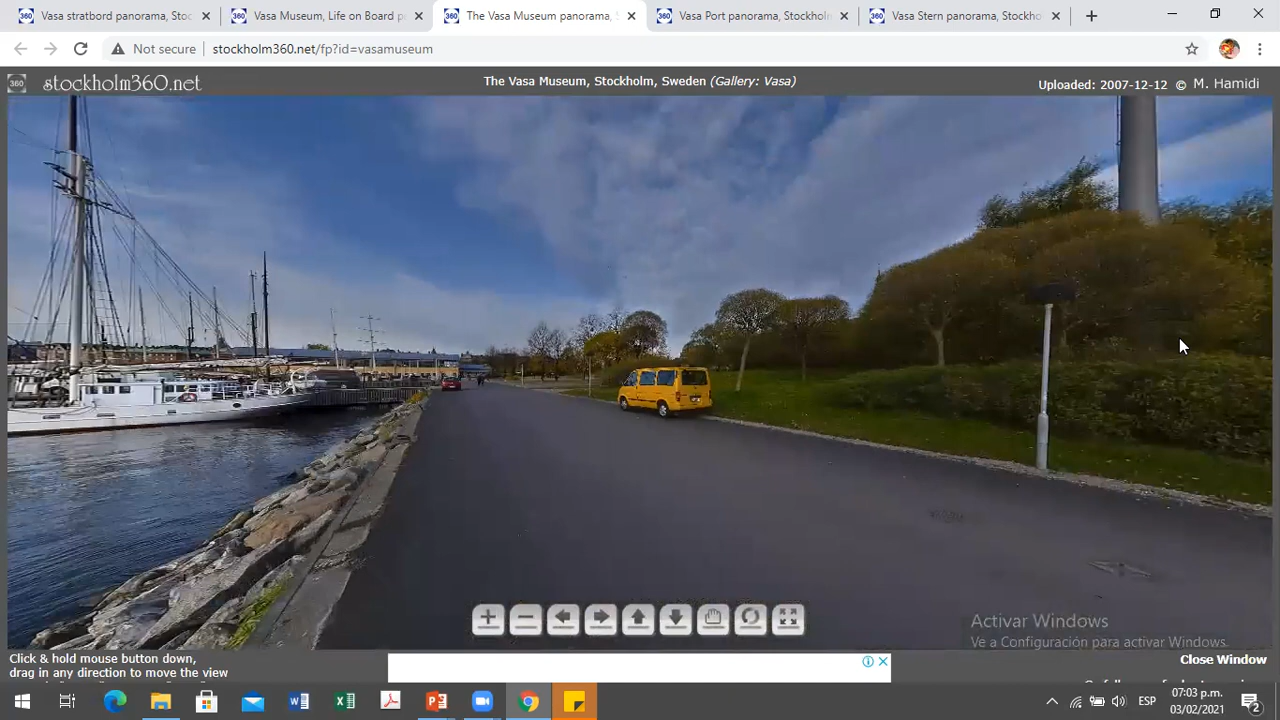 Vasa stratbord panorama, Stoc
Vasa Museum, Life on Board p
The Vasa Museum panorama, S
Vasa Port panorama, Stockholm
Vasa Stern panorama, Stockho
Not secure
stockholm360.net/fp?id=vasamuseum
360
stockholm360.net
The Vasa Museum, Stockholm, Sweden (Gallery: Vasa)
Uploaded: 2007-12-12 © M. Hamidi
Activar Windows
Ve a Configuración para activar Windows.
Click & hold mouse button down,
drag in any direction to move the view
Close Window
ESP
07:03 p.m.
03/02/2021
2